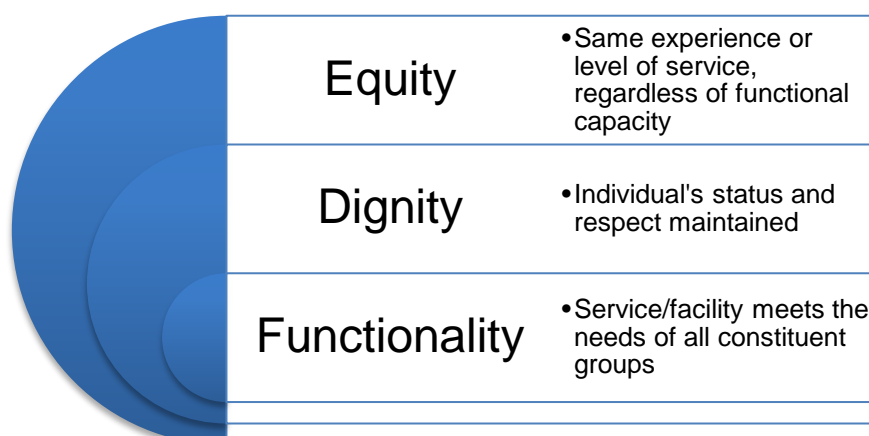 Equity
•Same experience or
level of service,
regardless of functional
capacity
Dignity
•Individual's status and
respect maintained
Functionality
•Service/facility meets the
needs of all constituent
groups